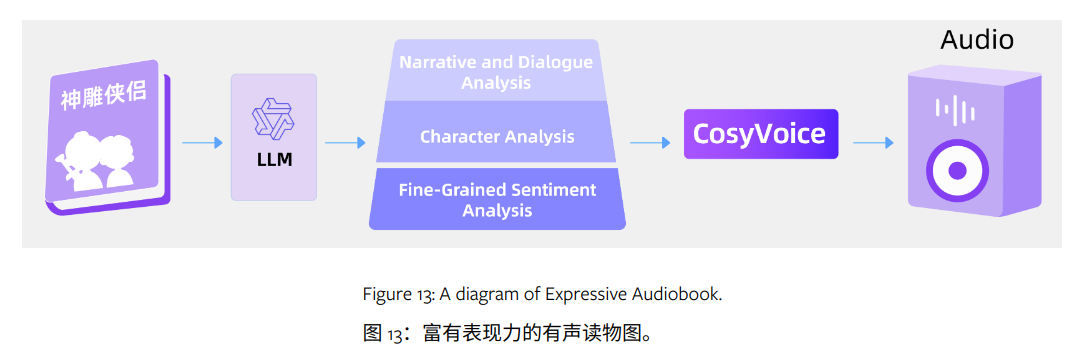 神雕侠侣
LLM
Narrative and Dialogue
Analysis
Character Analysis
Fine-Grained Sentiment
Analysis
CosyVoice
Audio
Figure 13: A diagram of Expressive Audiobook.
图 13：富有表现力的有声读物图。